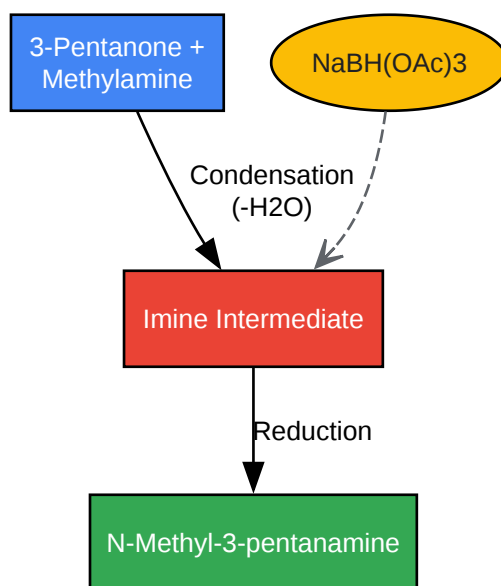 3-Pentanone +
Methylamine
NaBH(OAc)3
Condensation
(-H2O)
Imine Intermediate
Reduction
N-Methyl-3-pentanamine